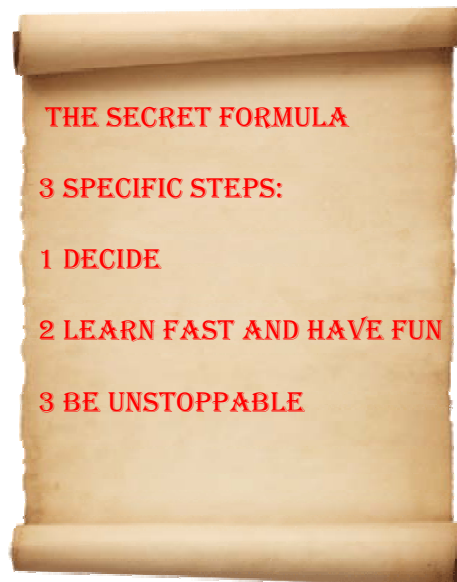 THE SECRET FORMULA
3 SPECIFIC STEPS:
1 DECIDE
2 LEARN FAST AND HAVE FUN
3 BE UNSTOPPABLE